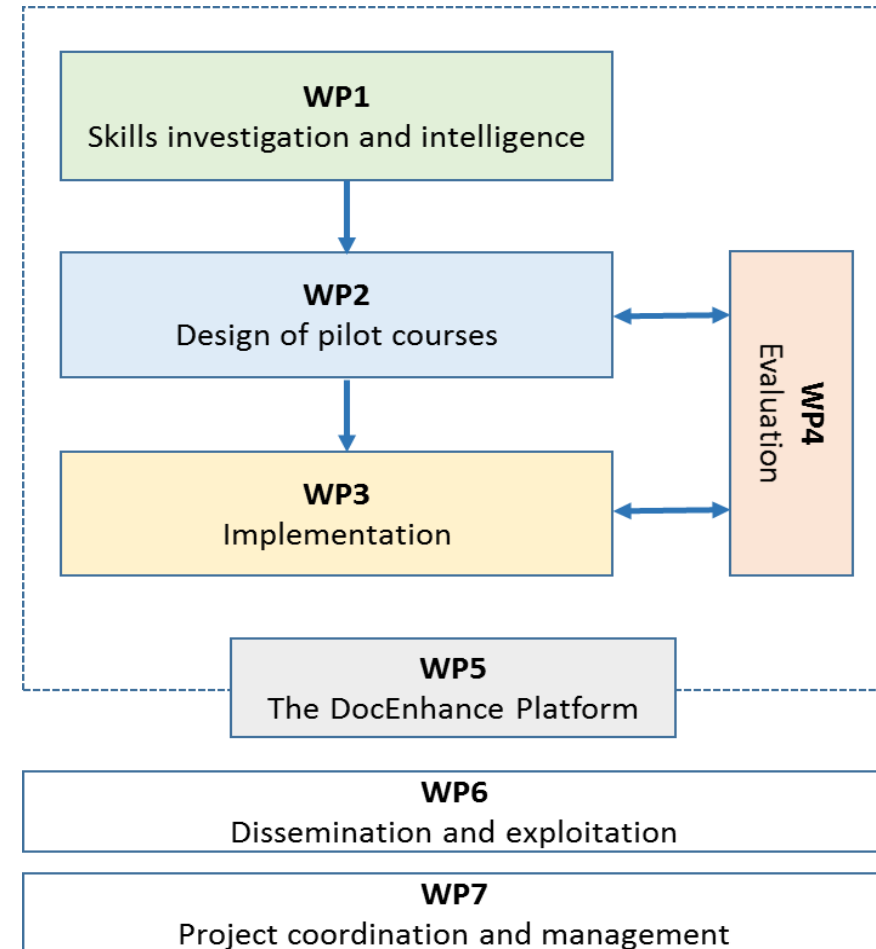 WP1
Skills investigation and intelligence
WP2
Design of pilot courses
WP4
Evaluation
WP3
Implementation
WP5
The DocEnhance Platform
WP6
Dissemination and exploitation
WP7
Project coordination and management